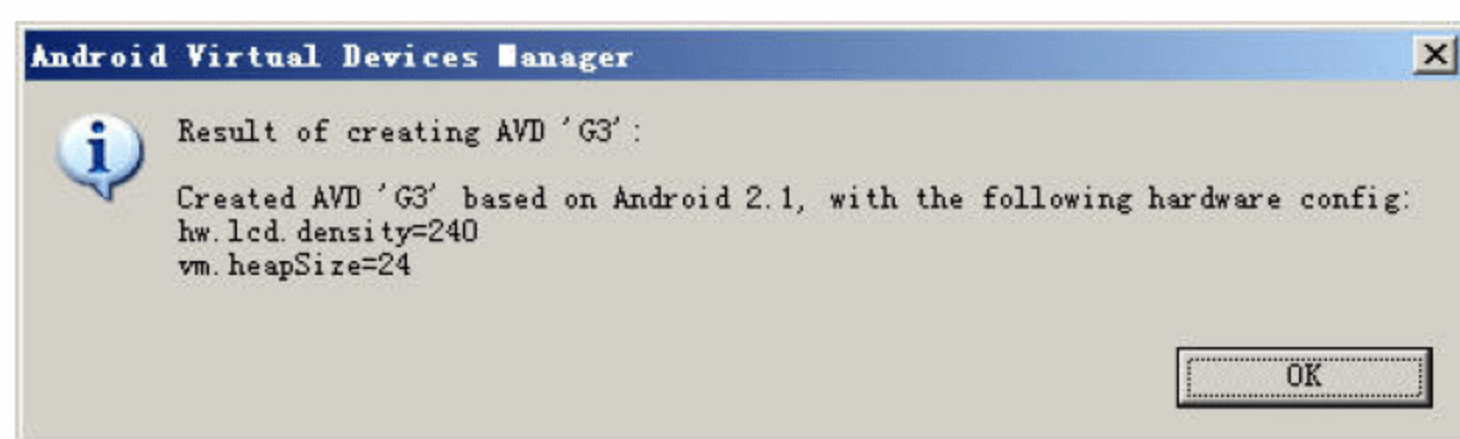 Android Virtual Devices Manager
Result of creating AVD 'G3':
Created AVD 'G3' based on Android 2.1, with the following hardware config:
hw.lcd.density=240
vm.heapSize=24
OK